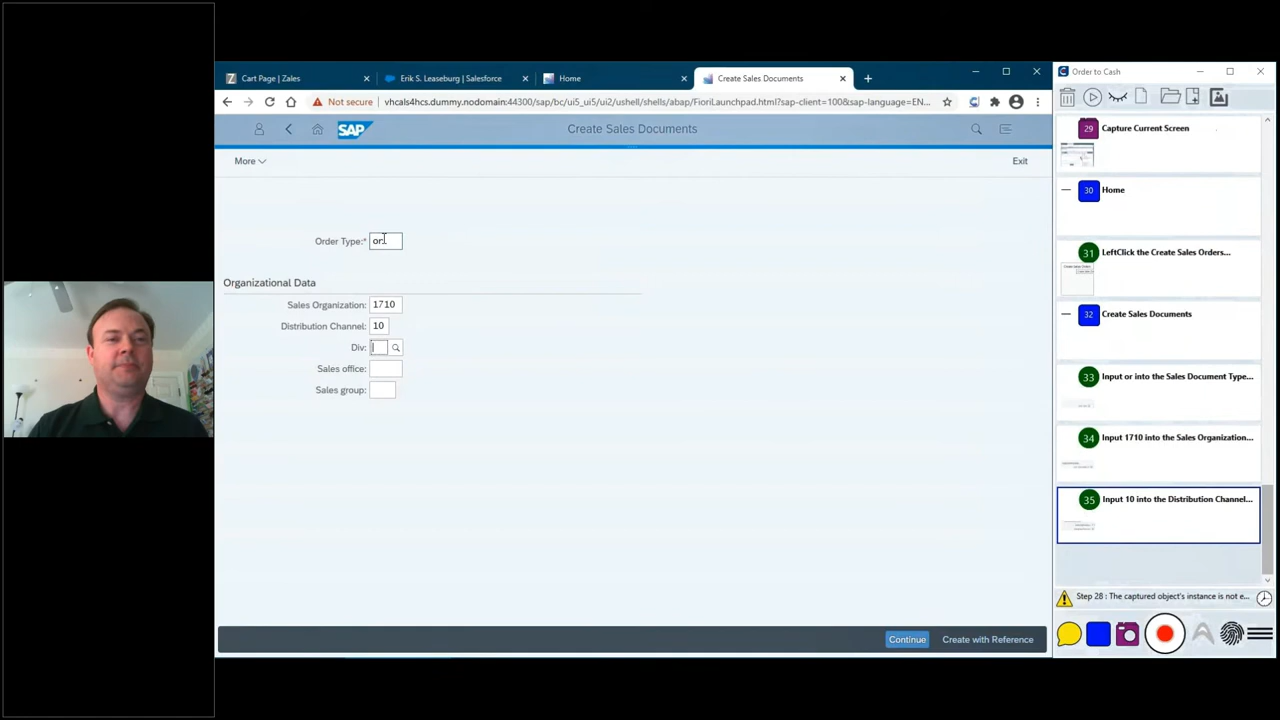 Cart Page | Zales
Erik S. Leaseburg | Salesforce
Home
Create Sales Documents
Order to Cash
Not secure
vhcals4hcs.dummy.nodomain:44300/sap/bc/ui5_ui5/ui2/ushell/shells/abap/FioriLaunchpad.html?sap-client=100&sap-language=EN...
SAP
Create Sales Documents
More
Exit
Order Type:* or
Organizational Data
Sales Organization: 1710
Distribution Channel: 10
Div:
Sales office:
Sales group:
Continue
Create with Reference
29 Capture Current Screen
30 Home
31 LeftClick the Create Sales Orders...
32 Create Sales Documents
33 Input or into the Sales Document Type...
34 Input 1710 into the Sales Organization...
35 Input 10 into the Distribution Channel...
Step 28 : The captured object's instance is not e...